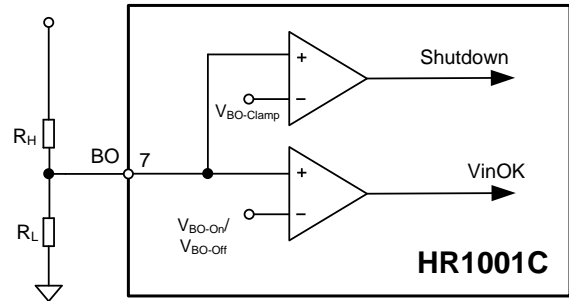 Shutdown
V_BO-Clamp
R_H
BO
7
VinOK
R_L
V_BO-On/
V_BO-Off
HR1001C